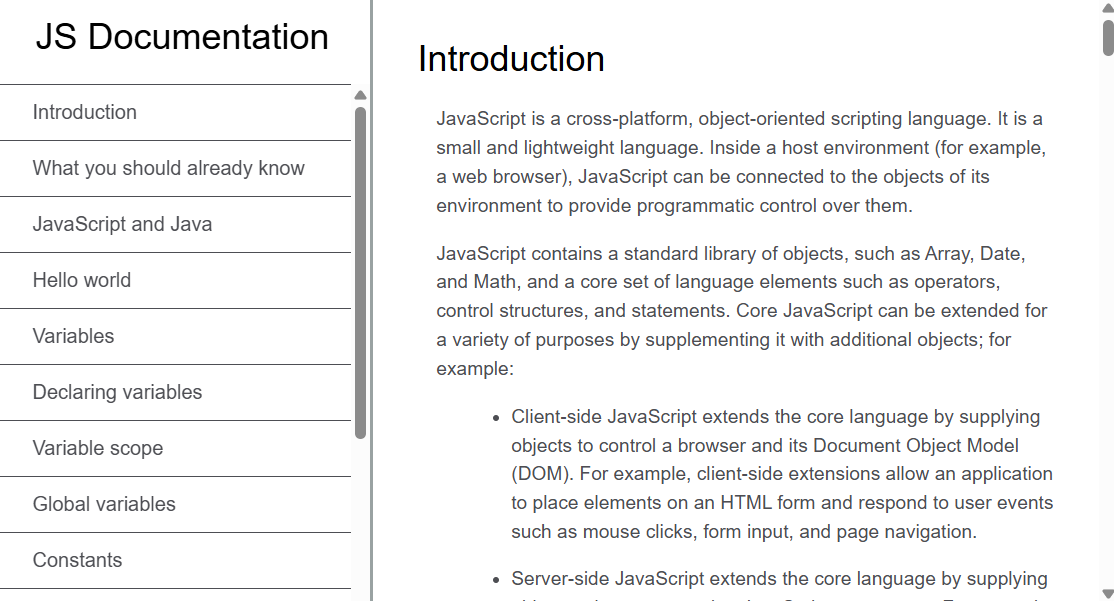 JS Documentation
Introduction
What you should already know
JavaScript and Java
Hello world
Variables
Declaring variables
Variable scope
Global variables
Constants
Introduction
JavaScript is a cross-platform, object-oriented scripting language. It is a
small and lightweight language. Inside a host environment (for example,
a web browser), JavaScript can be connected to the objects of its
environment to provide programmatic control over them.
JavaScript contains a standard library of objects, such as Array, Date,
and Math, and a core set of language elements such as operators,
control structures, and statements. Core JavaScript can be extended for
a variety of purposes by supplementing it with additional objects; for
example:
• Client-side JavaScript extends the core language by supplying
objects to control a browser and its Document Object Model
(DOM). For example, client-side extensions allow an application
to place elements on an HTML form and respond to user events
such as mouse clicks, form input, and page navigation.
• Server-side JavaScript extends the core language by supplying